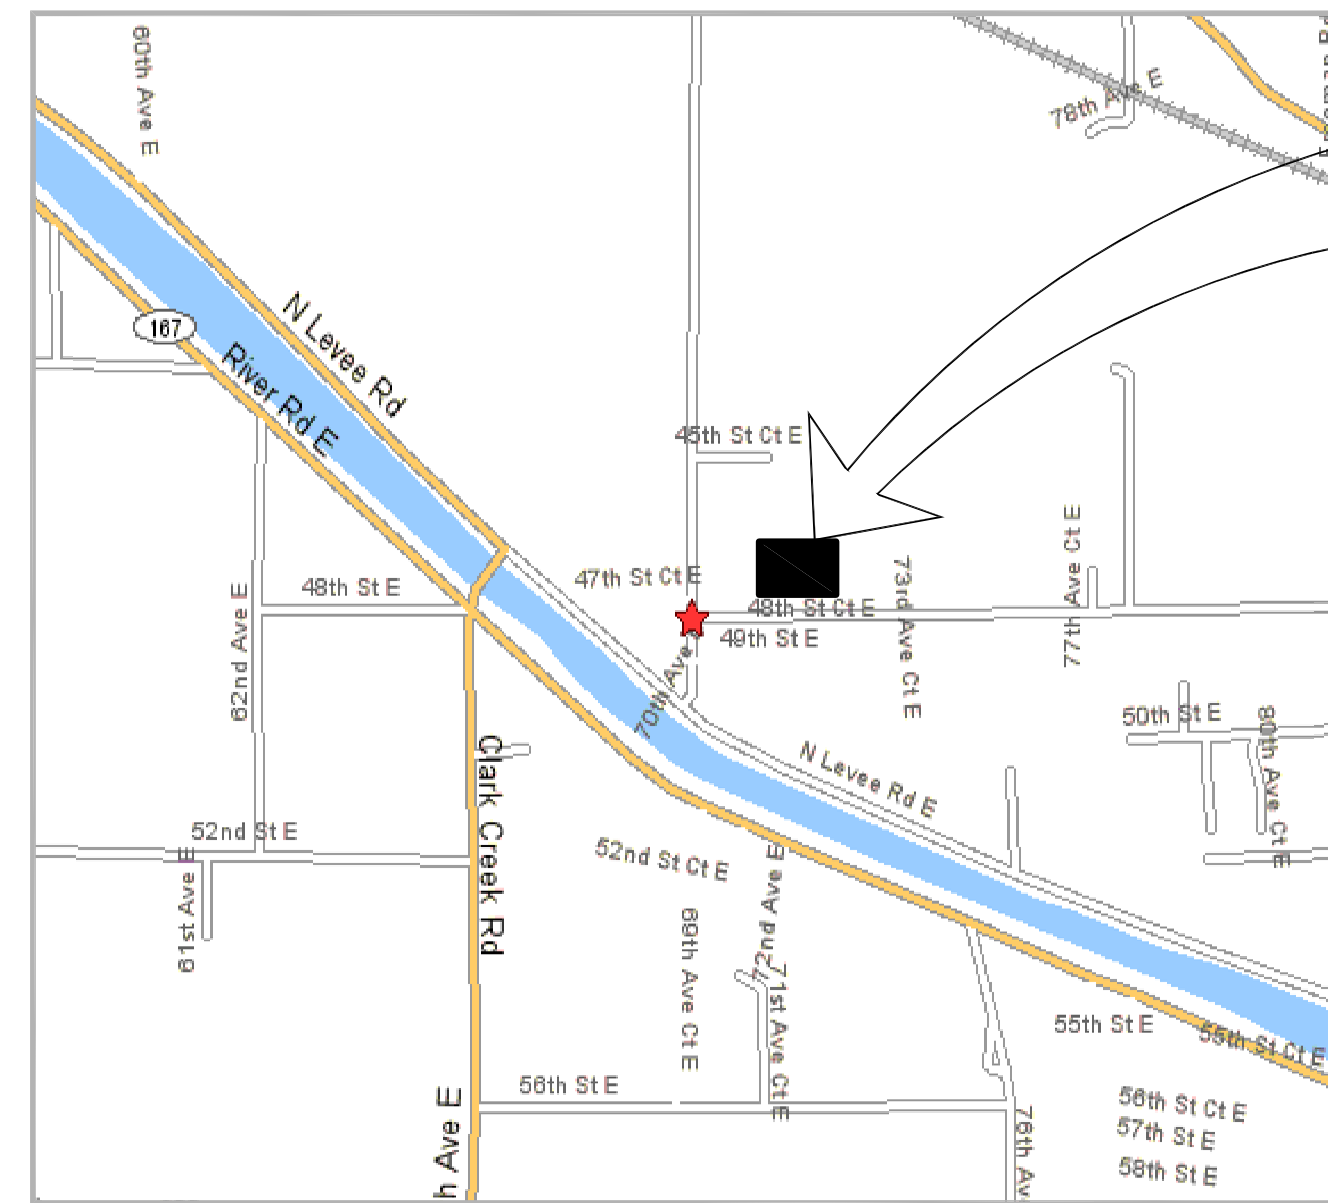 60th Ave E
78th Ave E
N Levee Rd
167
River Rd E
45th St Ct E
47th St Ct E
48th St E
48th St Ct E
49th St E
62nd Ave E
70th Ave
73rd Ave Ct E
77th Ave Ct E
50th St E
80th Ave Ct E
N Levee Rd E
Clark Creek Rd
52nd St E
61st Ave E
52nd St Ct E
72nd Ave E
69th Ave Ct E
71st Ave Ct E
55th St E
55th St Ct E
56th St E
h Ave E
76th Av
56th St Ct E
57th St E
58th St E